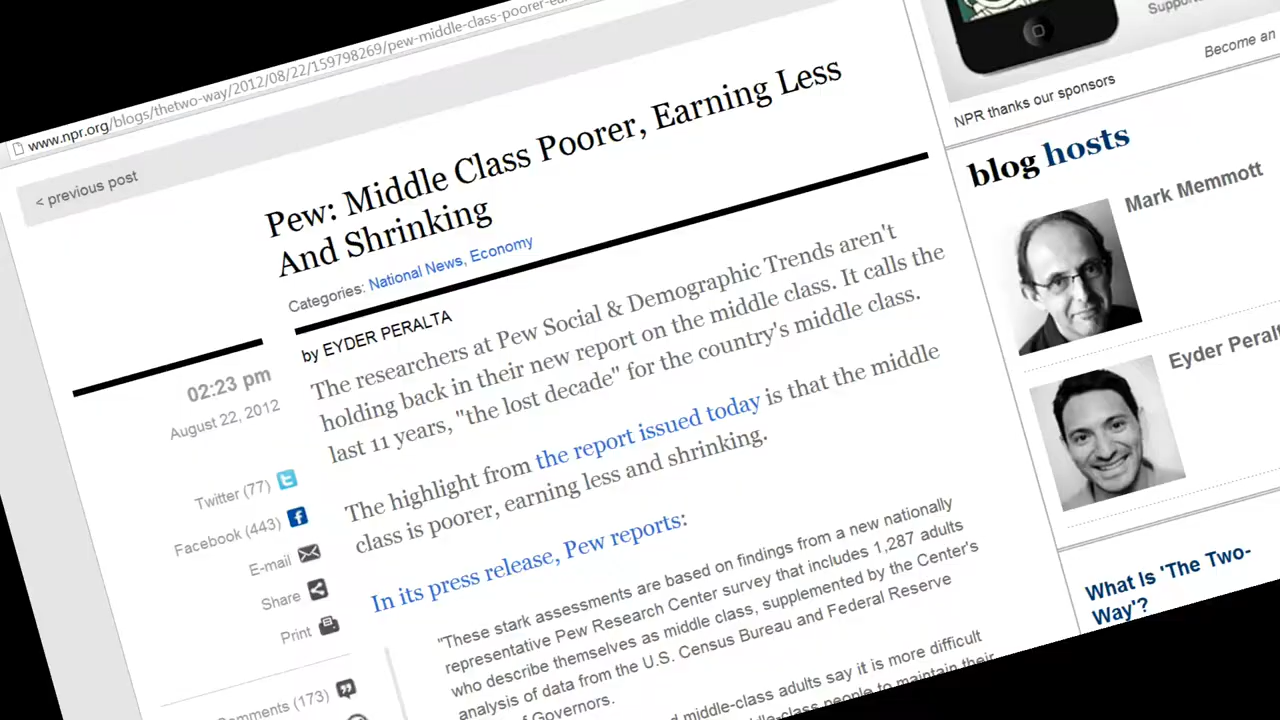 www.npr.org/blogs/thetwo-way/2012/08/22/159798269/pew-middle-class-poorer-
< previous post
Pew: Middle Class Poorer, Earning Less
And Shrinking
Categories: National News, Economy
02:23 pm
August 22, 2012
Twitter (77)
Facebook (443)
E-mail
Share
Print
Comments (173)
by EYDER PERALTA
The researchers at Pew Social & Demographic Trends aren't
holding back in their new report on the middle class. It calls the
last 11 years, "the lost decade" for the country's middle class.
The highlight from the report issued today is that the middle
class is poorer, earning less and shrinking.
In its press release, Pew reports:
"These stark assessments are based on findings from a new nationally
representative Pew Research Center survey that includes 1,287 adults
who describe themselves as middle class, supplemented by the Center's
analysis of data from the U.S. Census Bureau and Federal Reserve
of Governors.
middle-class adults say it is more difficult
people to maintain their
Become an
NPR thanks our sponsors
blog hosts
Mark Memmott
Eyder Peralt
What Is 'The Two-
Way'?